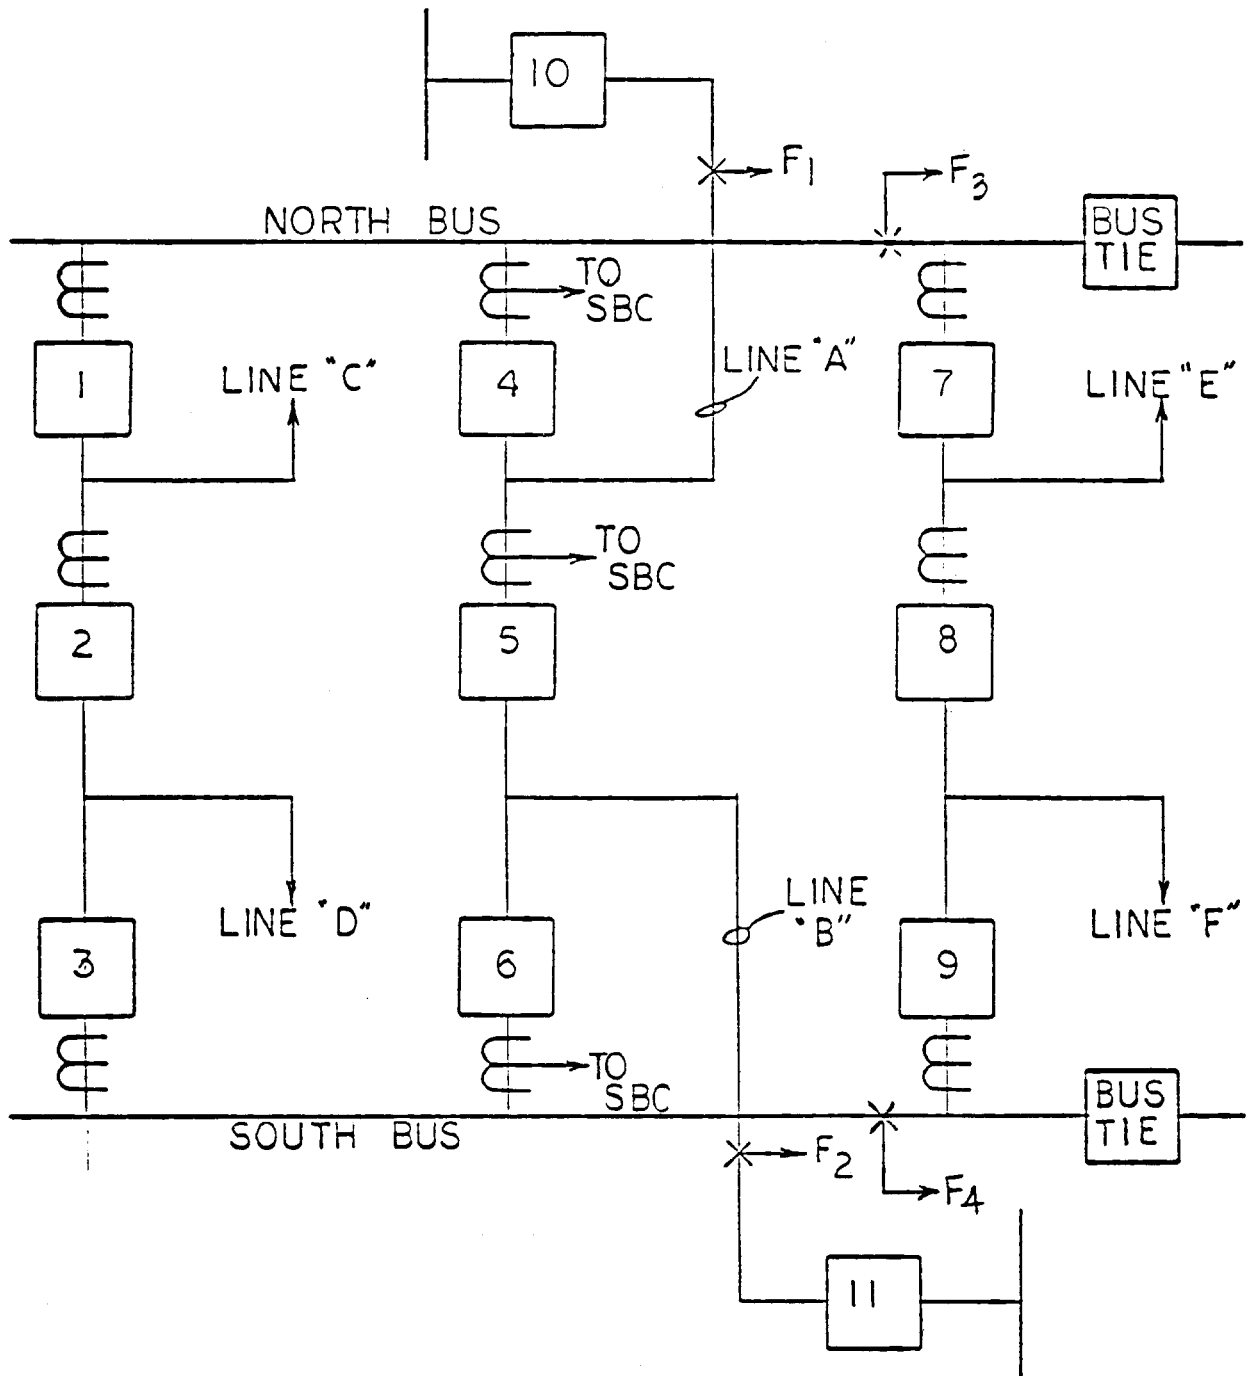 10
F1
F3
NORTH BUS
BUS
TIE
TO
SBC
1
LINE "C"
4
LINE "A"
7
LINE "E"
TO
SBC
2
5
8
LINE
"B"
LINE "D"
LINE "F"
3
6
9
TO
SBC
BUS
TIE
SOUTH BUS
F2
F4
11